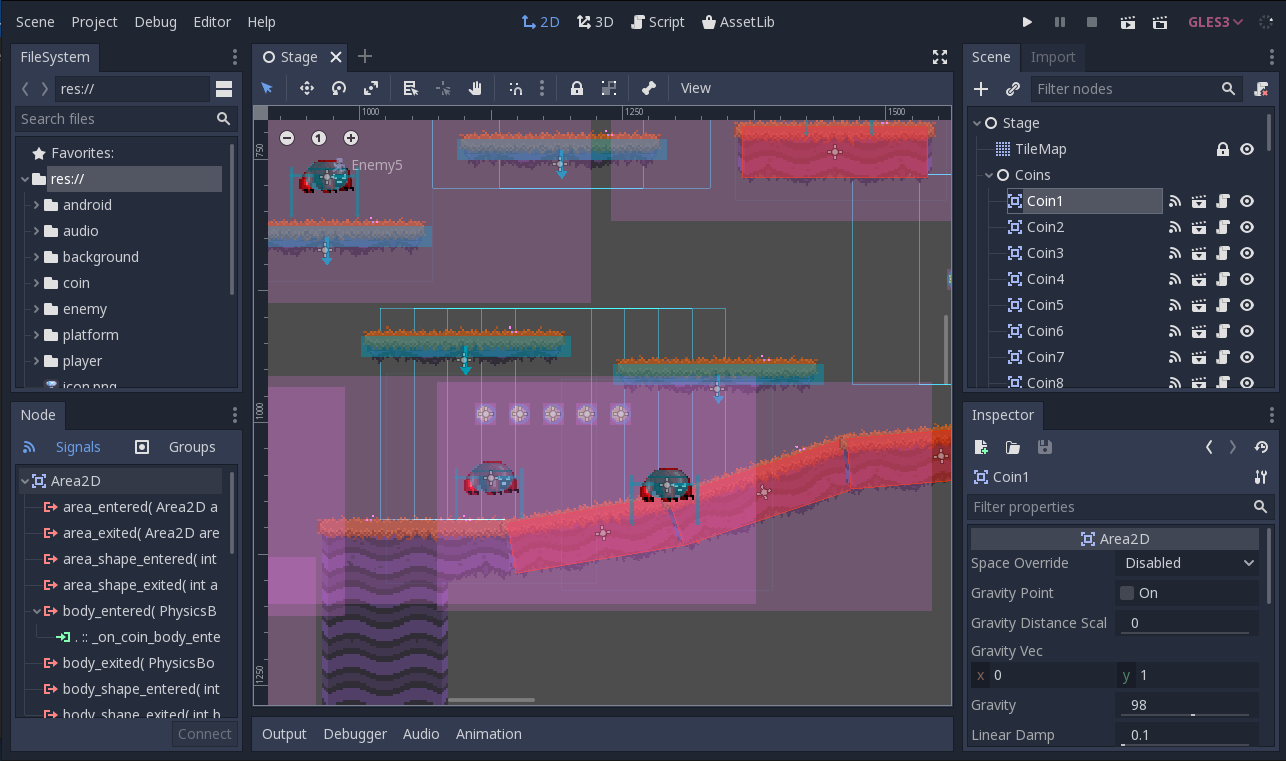 Scene Project Debug Editor Help
2D 3D Script AssetLib
GLES3
FileSystem
res://
Search files
Favorites:
res://
android
audio
background
coin
enemy
platform
player
icon.png
Node
Signals Groups
Area2D
area_entered( Area2D a
area_exited( Area2D are
area_shape_entered( int
area_shape_exited( int a
body_entered( PhysicsB
. :: _on_coin_body_ente
body_exited( PhysicsBo
body_shape_entered( int
body_shape_exited( int b
Connect
Stage
View
1000 1250 1500
750
1
Enemy5
1000
1250
Output Debugger Audio Animation
Scene Import
Filter nodes
Stage
TileMap
Coins
Coin1
Coin2
Coin3
Coin4
Coin5
Coin6
Coin7
Coin8
Inspector
Coin1
Filter properties
Area2D
Space Override Disabled
Gravity Point On
Gravity Distance Scal 0
Gravity Vec
x 0 y 1
Gravity 98
Linear Damp 0.1